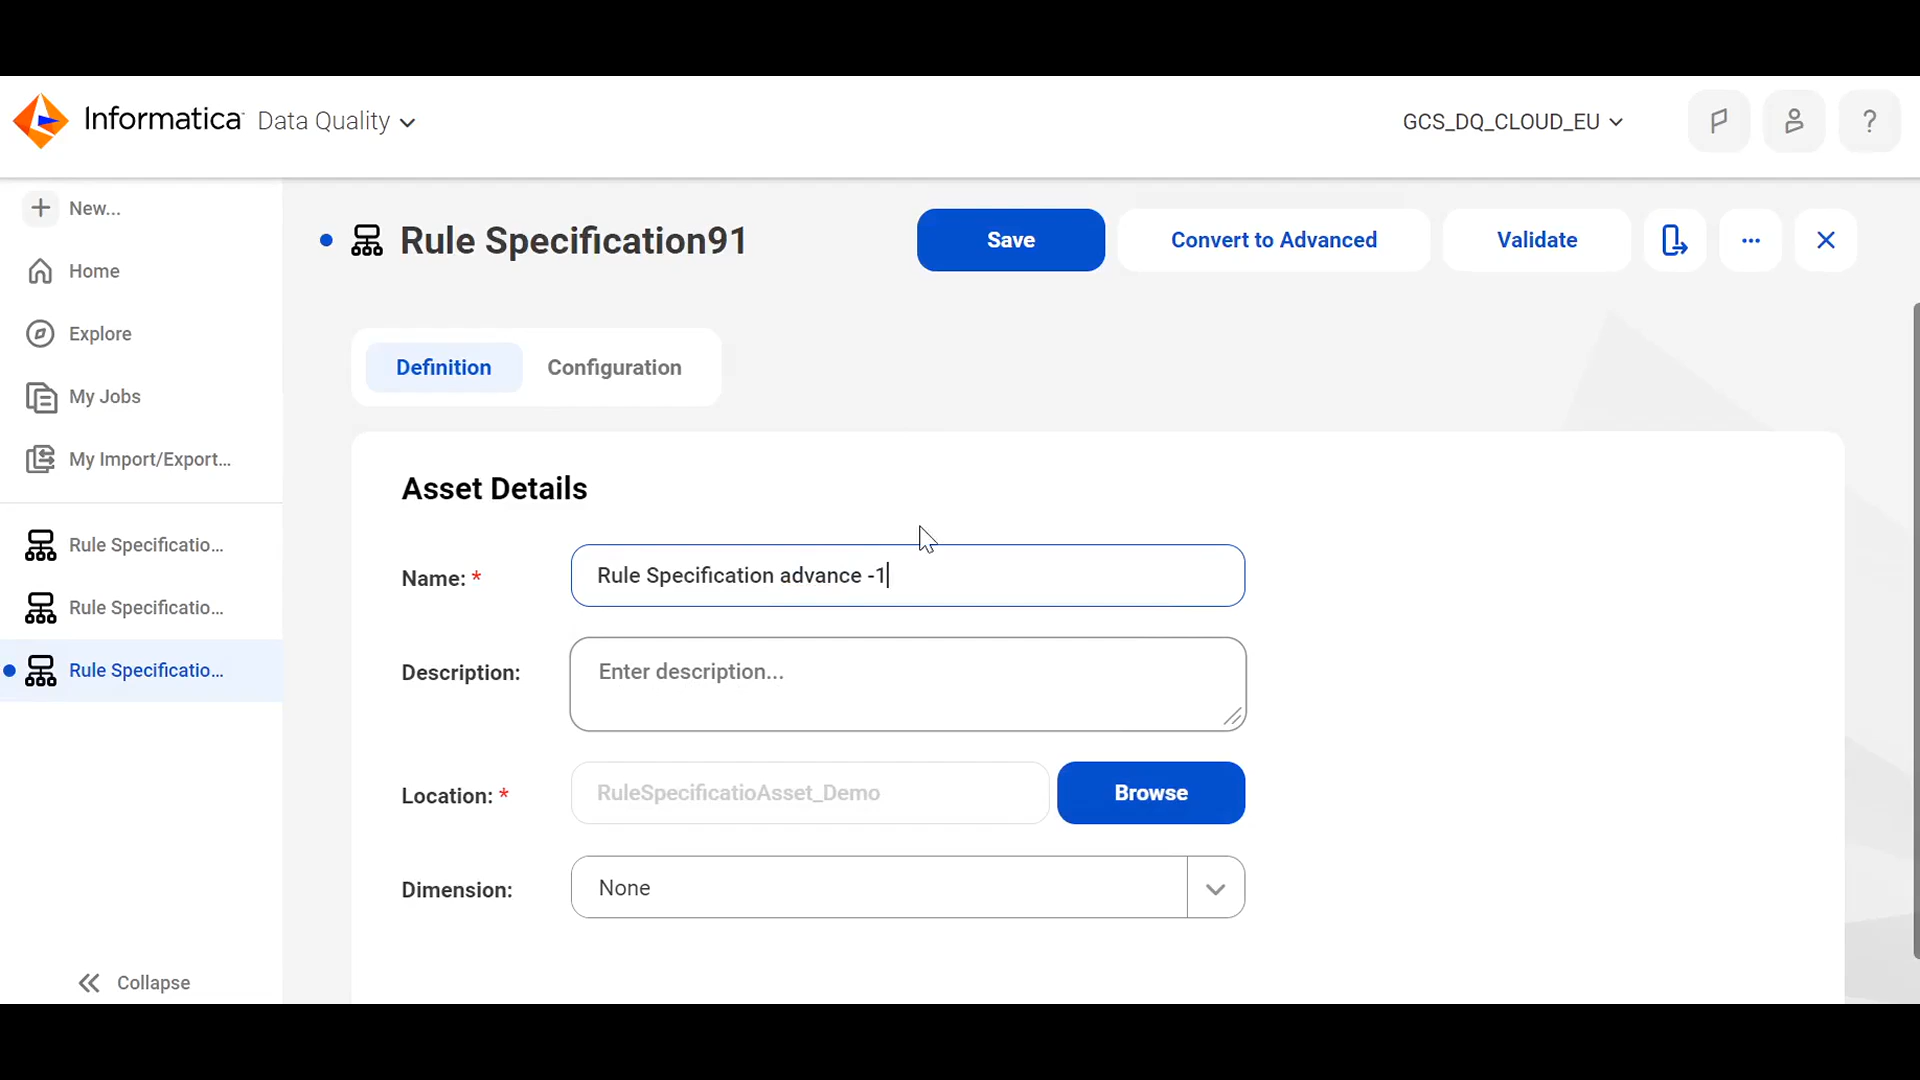 Informatica Data Quality
GCS_DQ_CLOUD_EU
?
New...
Home
Explore
My Jobs
My Import/Export...
Rule Specificatio...
Rule Specificatio...
Rule Specificatio...
Collapse
Rule Specification91
Save
Convert to Advanced
Validate
...
Definition
Configuration
Asset Details
Name: *
Rule Specification advance -1
Description:
Enter description...
Location: *
RuleSpecificatioAsset_Demo
Browse
Dimension:
None